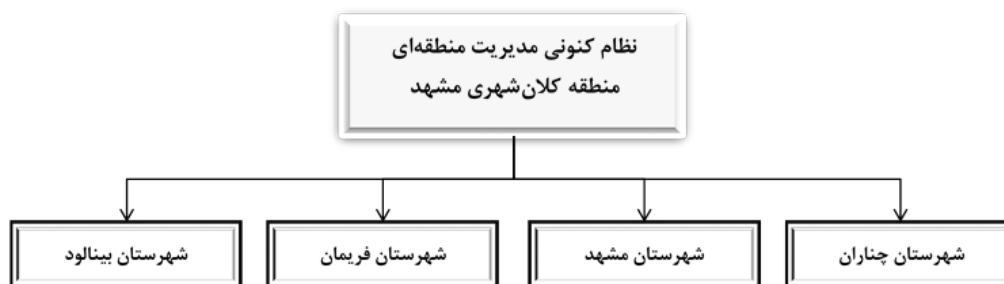 نظام کنونی مدیریت منطقه‌ای
منطقه کلان‌شهری مشهد
شهرستان چناران
شهرستان مشهد
شهرستان فریمان
شهرستان بینالود